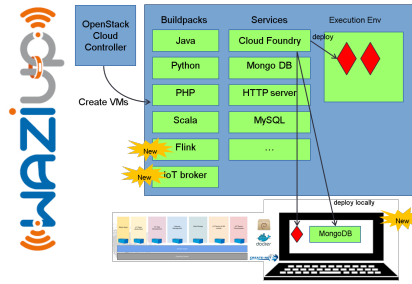 WAZIHUB
OpenStack
Cloud
Controller
Create VMs
Buildpacks
Java
Python
PHP
Scala
New
Flink
New
ioT broker
Services
Cloud Foundry
Mongo DB
HTTP server
MySQL
...
deploy
Execution Env
deploy locally
New
MongoDB
docker